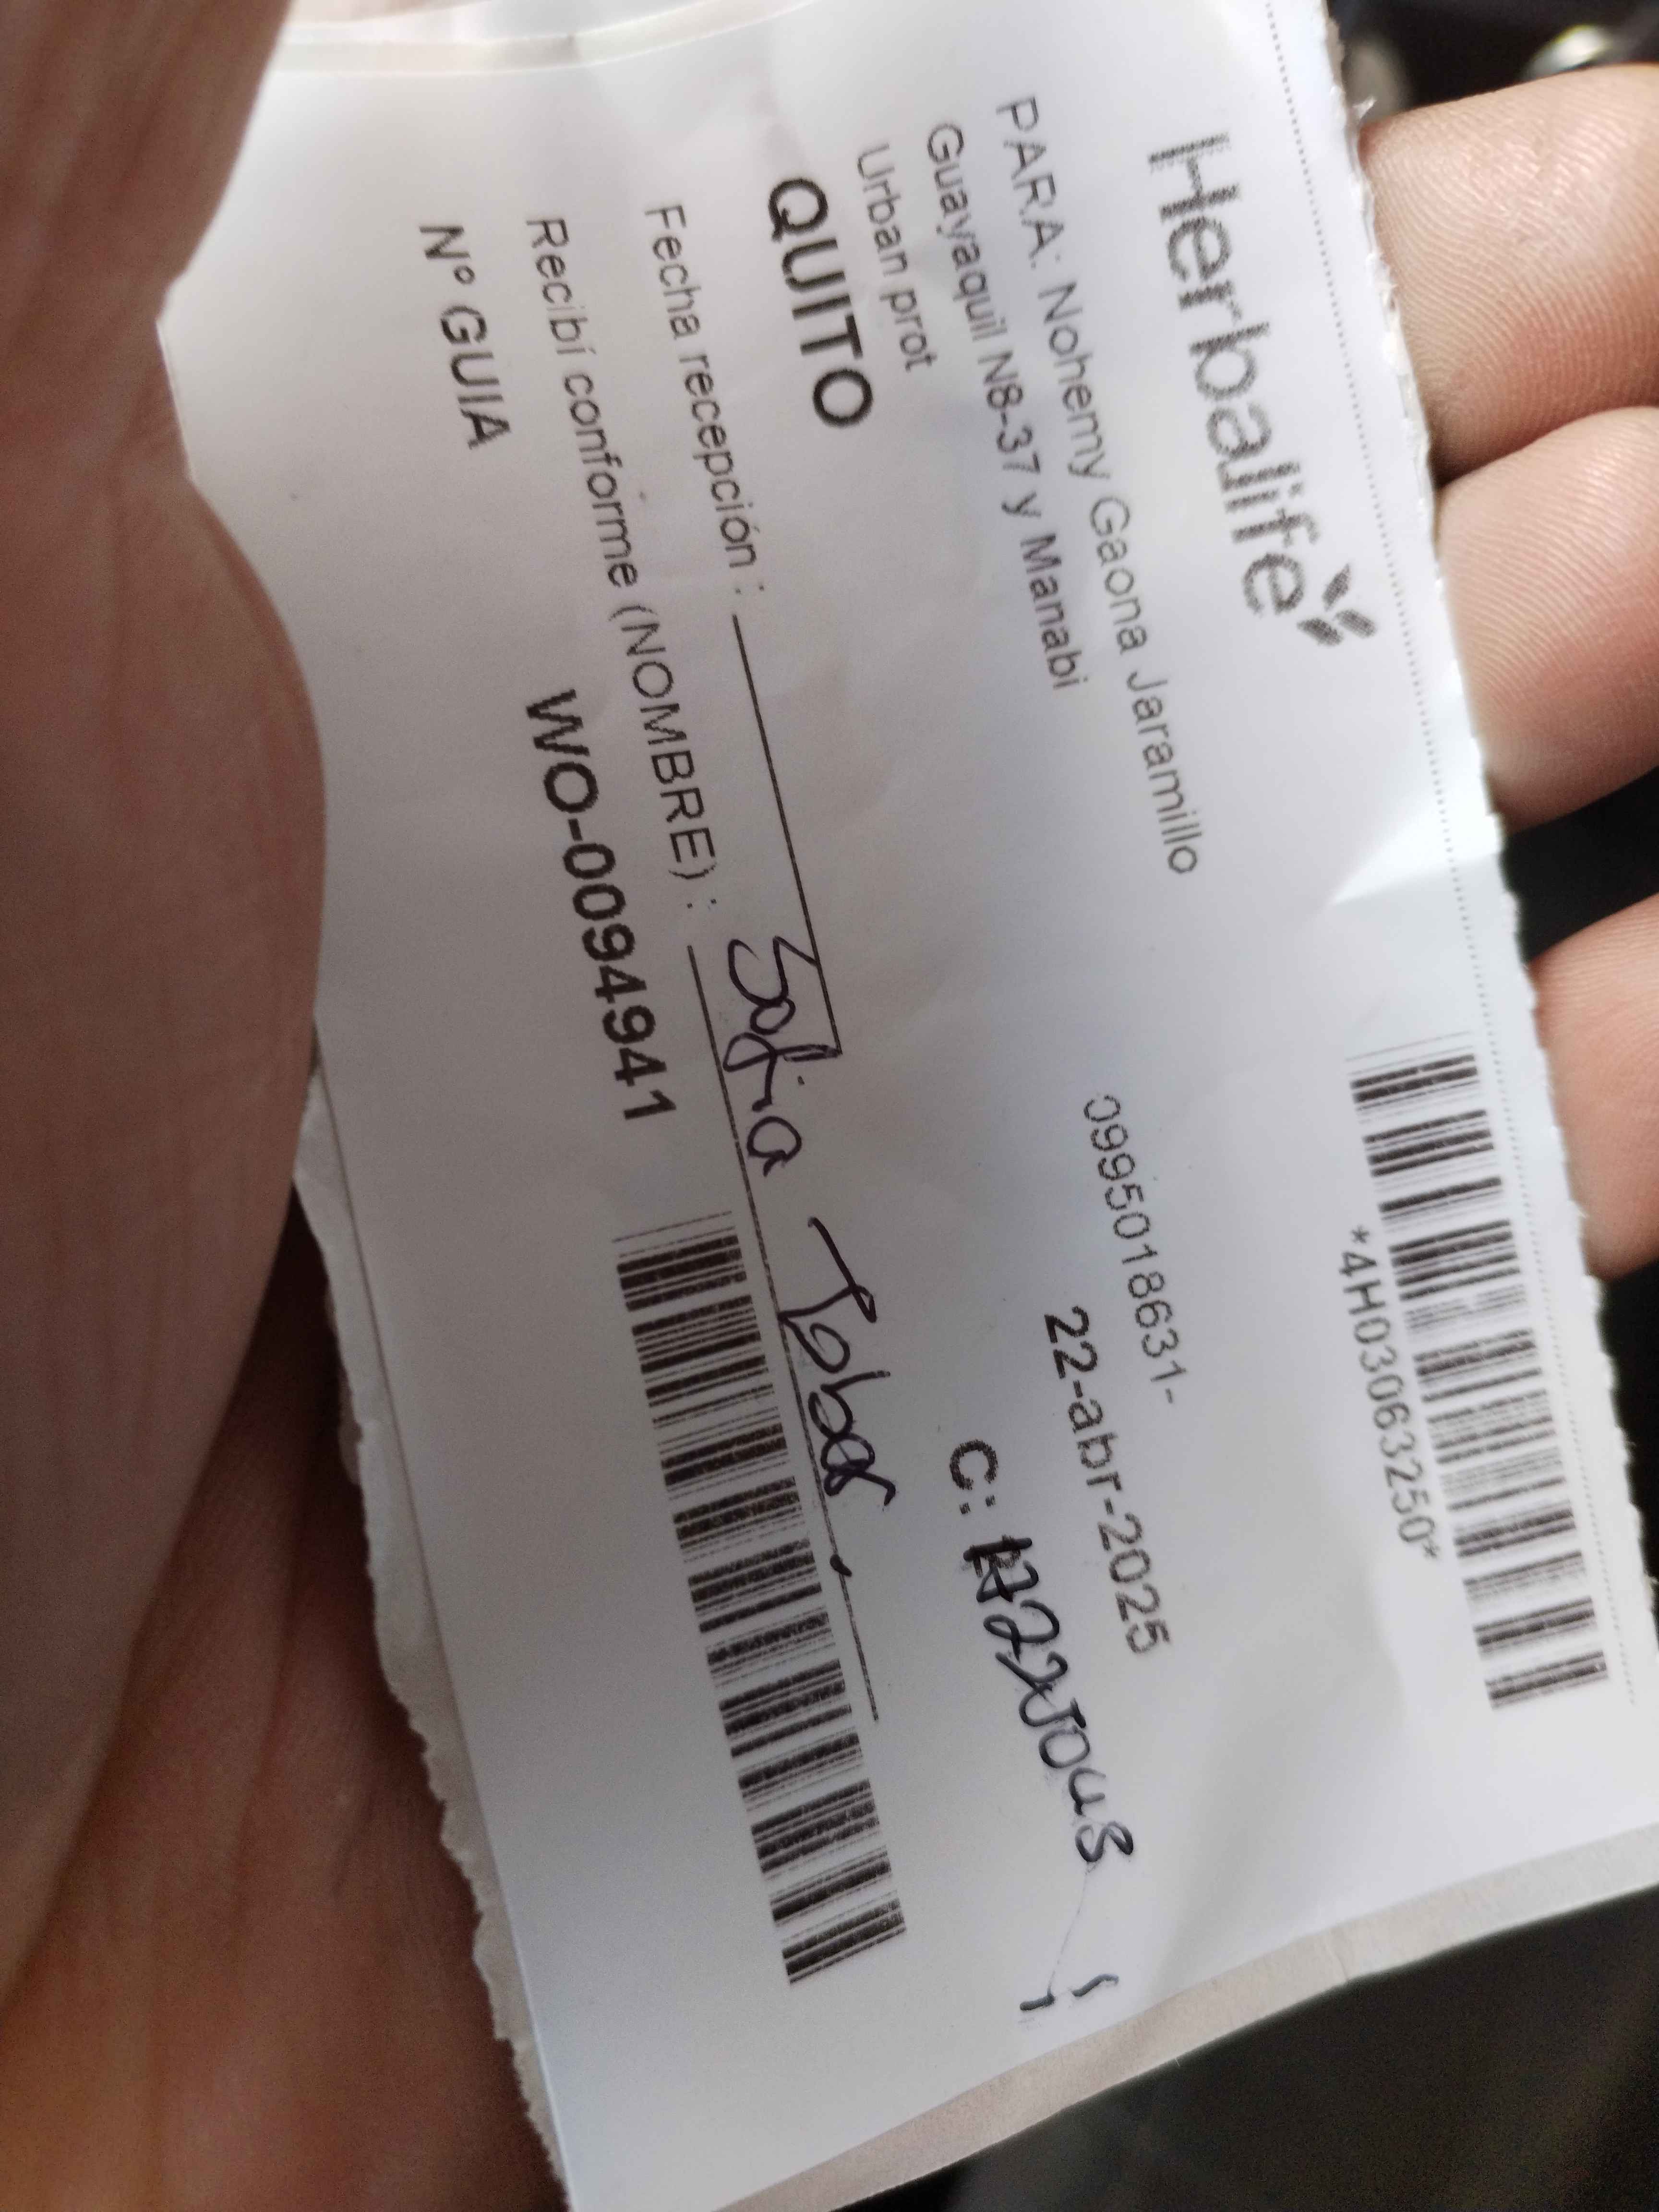 Herbalife
*4H03063250*
PARA: Nohemy Gaona Jaramillo
0995018631-
Guayaquil N8-37 y Manabi
22-abr-2025
Urban prot
C:
QUITO
Fecha recepción :
Recibí conforme (NOMBRE) : Sofia
Nº GUIA WO-0094941